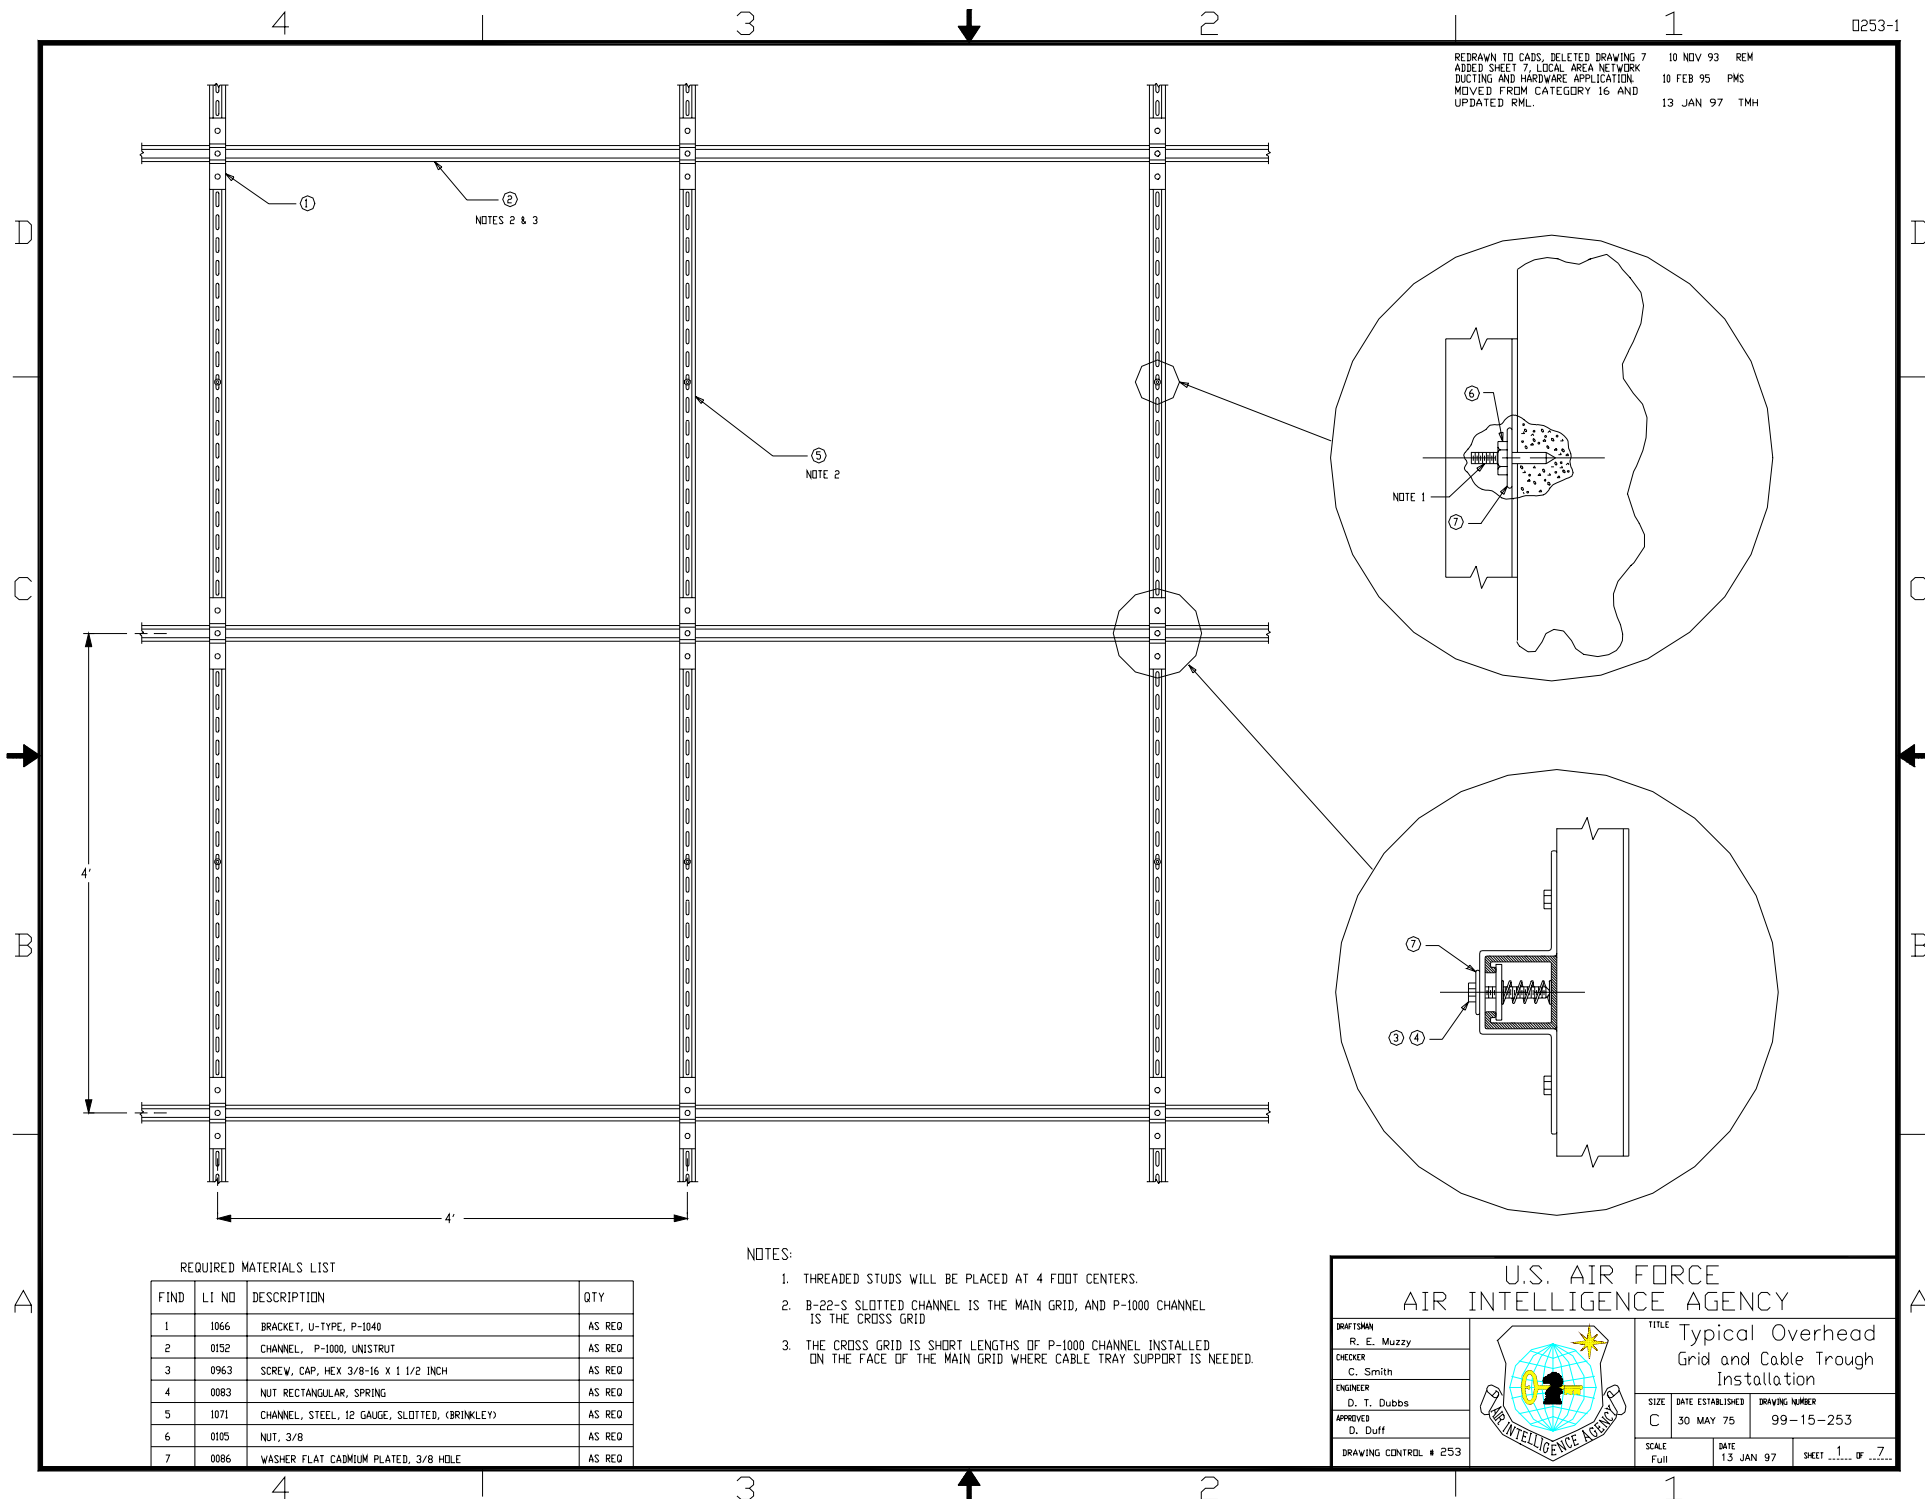 4 3 2 1
0253-1
REDRAWN TO CADS, DELETED DRAWING 7 10 NOV 93 REM
ADDED SHEET 7, LOCAL AREA NETWORK
DUCTING AND HARDWARE APPLICATION. 10 FEB 95 PMS
MOVED FROM CATEGORY 16 AND
UPDATED RML. 13 JAN 97 TMH
1
2
NOTES 2 & 3
D D
6
5
NOTE 2
NOTE 1
7
C C
4'
7
B B
3 4
4'
REQUIRED MATERIALS LIST
FIND LI NO DESCRIPTION QTY
1 1066 BRACKET, U-TYPE, P-1040 AS REQ
2 0152 CHANNEL, P-1000, UNISTRUT AS REQ
3 0963 SCREW, CAP, HEX 3/8-16 X 1 1/2 INCH AS REQ
4 0083 NUT RECTANGULAR, SPRING AS REQ
5 1071 CHANNEL, STEEL, 12 GAUGE, SLOTTED, (BRINKLEY) AS REQ
6 0105 NUT, 3/8 AS REQ
7 0086 WASHER FLAT CADMIUM PLATED, 3/8 HOLE AS REQ
NOTES:
1. THREADED STUDS WILL BE PLACED AT 4 FOOT CENTERS.
2. B-22-S SLOTTED CHANNEL IS THE MAIN GRID, AND P-1000 CHANNEL
IS THE CROSS GRID
3. THE CROSS GRID IS SHORT LENGTHS OF P-1000 CHANNEL INSTALLED
ON THE FACE OF THE MAIN GRID WHERE CABLE TRAY SUPPORT IS NEEDED.
A A
U.S. AIR FORCE
AIR INTELLIGENCE AGENCY
DRAFTSMAN
R. E. Muzzy
CHECKER
C. Smith
ENGINEER
D. T. Dubbs
APPROVED
D. Duff
DRAWING CONTROL # 253
AIR INTELLIGENCE AGENCY
TITLE Typical Overhead
Grid and Cable Trough
Installation
SIZE DATE ESTABLISHED DRAWING NUMBER
C 30 MAY 75 99-15-253
SCALE DATE
Full 13 JAN 97 SHEET 1 OF 7
4 3 2 1